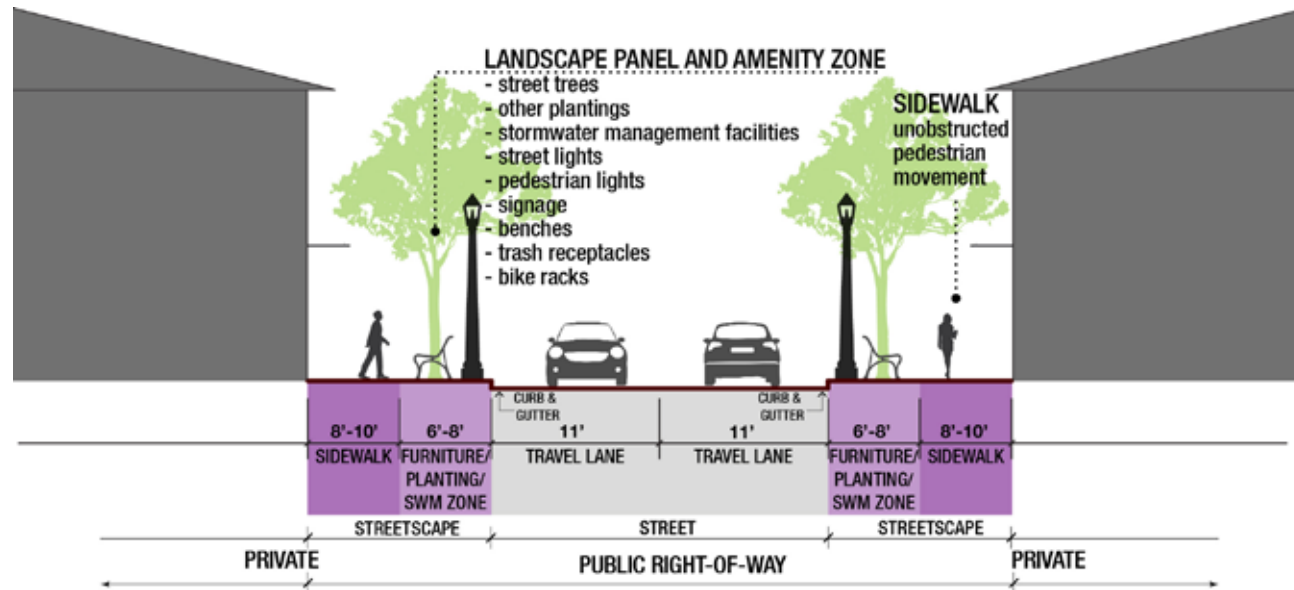 LANDSCAPE PANEL AND AMENITY ZONE
- street trees
- other plantings
- stormwater management facilities
- street lights
- pedestrian lights
- signage
- benches
- trash receptacles
- bike racks
SIDEWALK
unobstructed
pedestrian
movement
CURB &
GUTTER
CURB &
GUTTER
8'-10'
SIDEWALK
6'-8'
FURNITURE/
PLANTING/
SWM ZONE
11'
TRAVEL LANE
11'
TRAVEL LANE
6'-8'
FURNITURE/
PLANTING/
SWM ZONE
8'-10'
SIDEWALK
STREETSCAPE
STREET
STREETSCAPE
PRIVATE
PUBLIC RIGHT-OF-WAY
PRIVATE